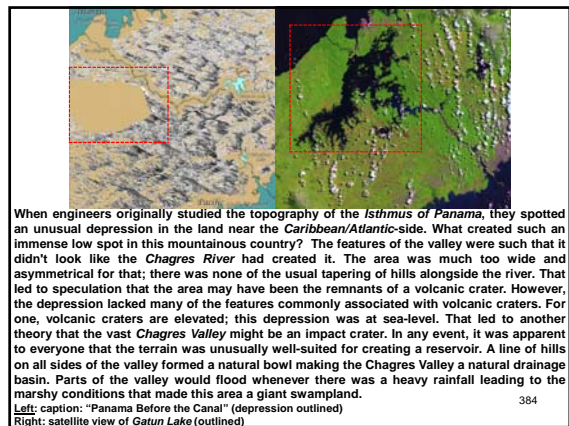 Atlantic
Pacific
When engineers originally studied the topography of the Isthmus of Panama, they spotted
an unusual depression in the land near the Caribbean/Atlantic-side. What created such an
immense low spot in this mountainous country? The features of the valley were such that it
didn't look like the Chagres River had created it. The area was much too wide and
asymmetrical for that; there was none of the usual tapering of hills alongside the river. That
led to speculation that the area may have been the remnants of a volcanic crater. However,
the depression lacked many of the features commonly associated with volcanic craters. For
one, volcanic craters are elevated; this depression was at sea-level. That led to another
theory that the vast Chagres Valley might be an impact crater. In any event, it was apparent
to everyone that the terrain was unusually well-suited for creating a reservoir. A line of hills
on all sides of the valley formed a natural bowl making the Chagres Valley a natural drainage
basin. Parts of the valley would flood whenever there was a heavy rainfall leading to the
marshy conditions that made this area a giant swampland.
Left: caption: “Panama Before the Canal” (depression outlined)
Right: satellite view of Gatun Lake (outlined)
384